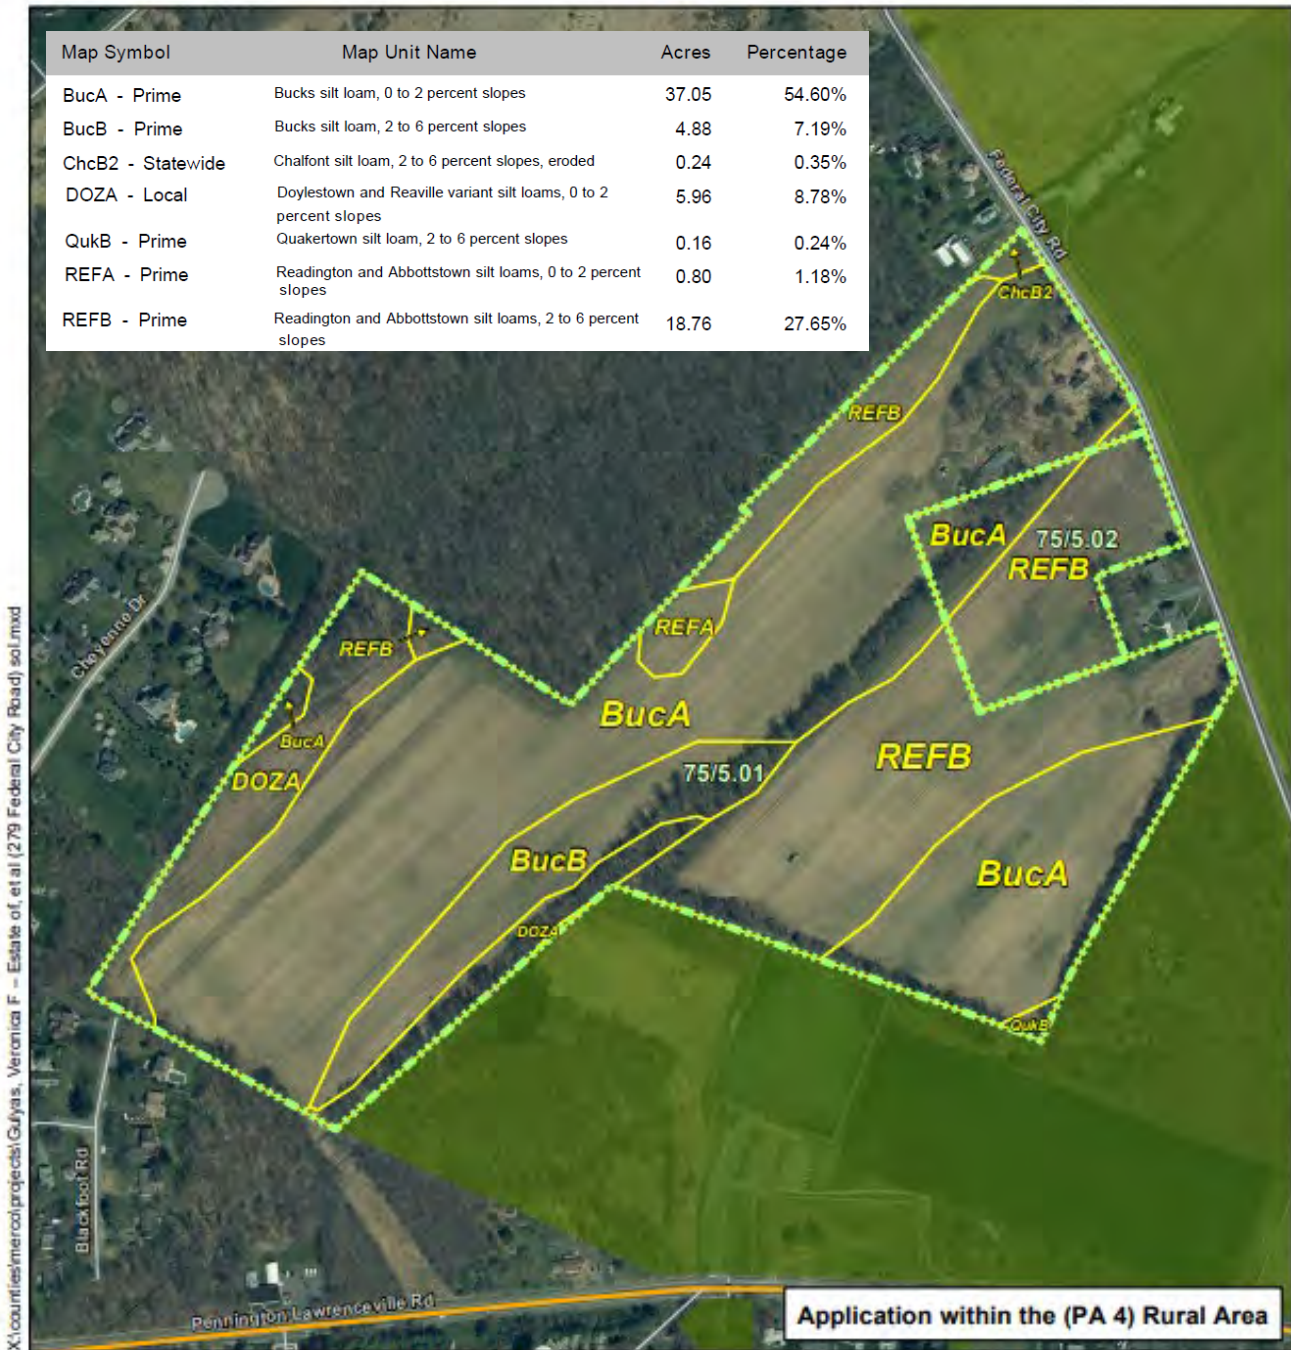 Map Symbol Map Unit Name Acres Percentage
BucA - Prime Bucks silt loam, 0 to 2 percent slopes 37.05 54.60%
BucB - Prime Bucks silt loam, 2 to 6 percent slopes 4.88 7.19%
ChcB2 - Statewide Chalfont silt loam, 2 to 6 percent slopes, eroded 0.24 0.35%
DOZA - Local Doylestown and Reaville variant silt loams, 0 to 2 5.96 8.78%
percent slopes
QukB - Prime Quakertown silt loam, 2 to 6 percent slopes 0.16 0.24%
REFA - Prime Readington and Abbottstown silt loams, 0 to 2 percent 0.80 1.18%
slopes
REFB - Prime Readington and Abbottstown silt loams, 2 to 6 percent 18.76 27.65%
slopes
Federal City Rd
ChcB2
REFB
BucA
75/5.02
REFB
REFA
REFB
Cheyenne Dr
BucA
BucA
REFB
75/5.01
DOZA
BucB
BucA
DOZA
QukB
Blackfoot Rd
Pennington Lawrenceville Rd
Application within the (PA 4) Rural Area
X:\counties\merco\projects\Gulyas, Veronica F - Estate of, et al (279 Federal City Road) sol.mxd